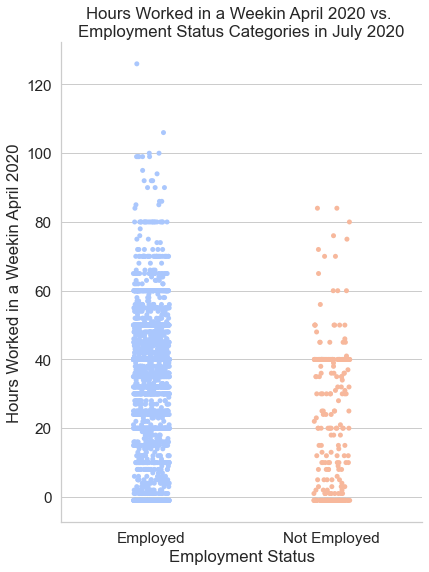 Hours Worked in a Weekin April 2020 vs.
Employment Status Categories in July 2020
120
100
80
60
40
20
0
Hours Worked in a Weekin April 2020
Employed
Not Employed
Employment Status